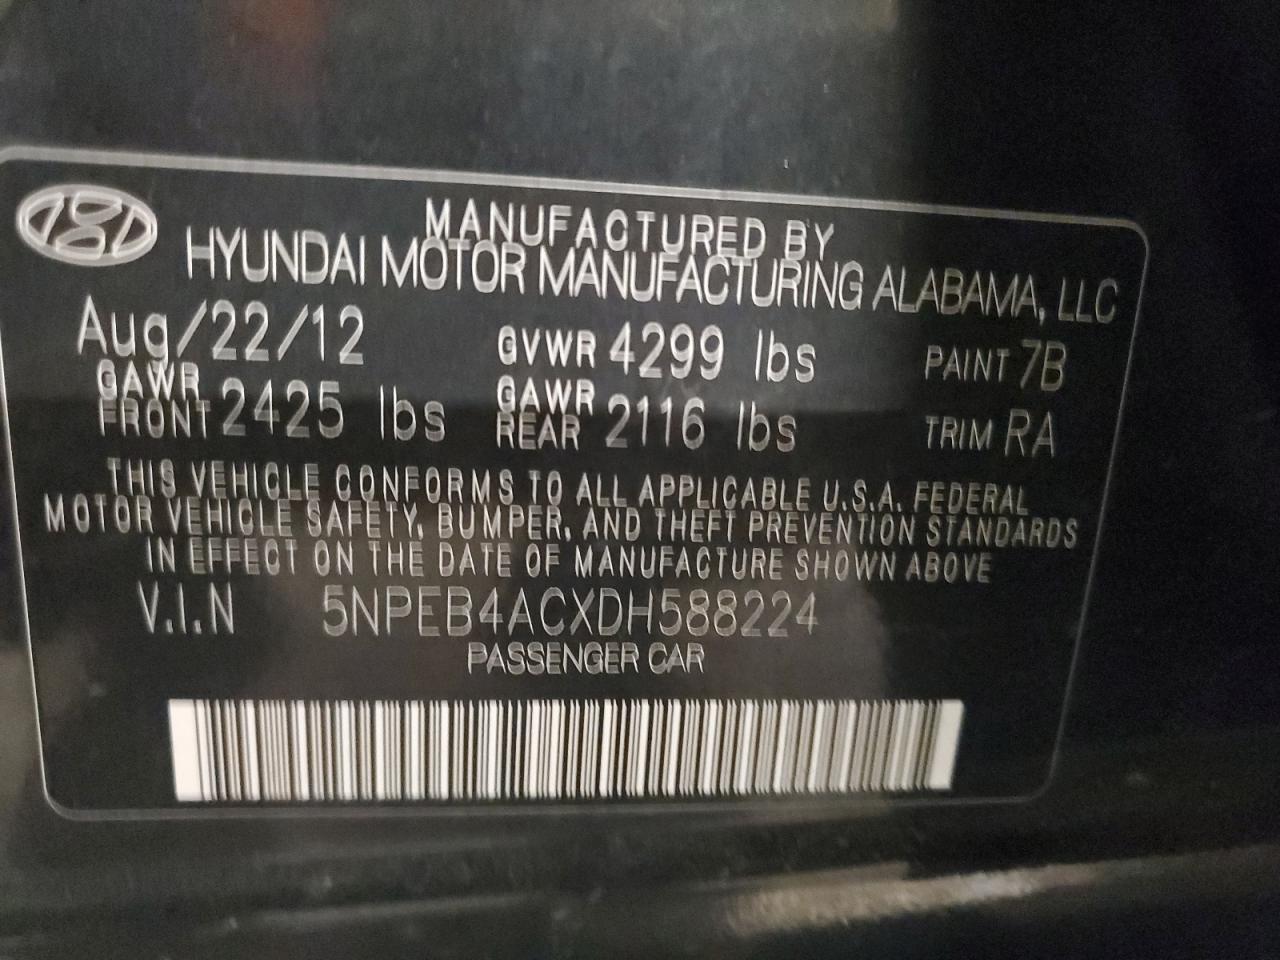 MANUFACTURED BY
HYUNDAI MOTOR MANUFACTURING ALABAMA, LLC
Aug/22/12 GVWR 4299 lbs PAINT 7B
GAWR FRONT 2425 lbs GAWR REAR 2116 lbs TRIM RA
THIS VEHICLE CONFORMS TO ALL APPLICABLE U.S.A. FEDERAL
MOTOR VEHICLE SAFETY, BUMPER, AND THEFT PREVENTION STANDARDS
IN EFFECT ON THE DATE OF MANUFACTURE SHOWN ABOVE
V.I.N 5NPEB4ACXDH588224
PASSENGER CAR